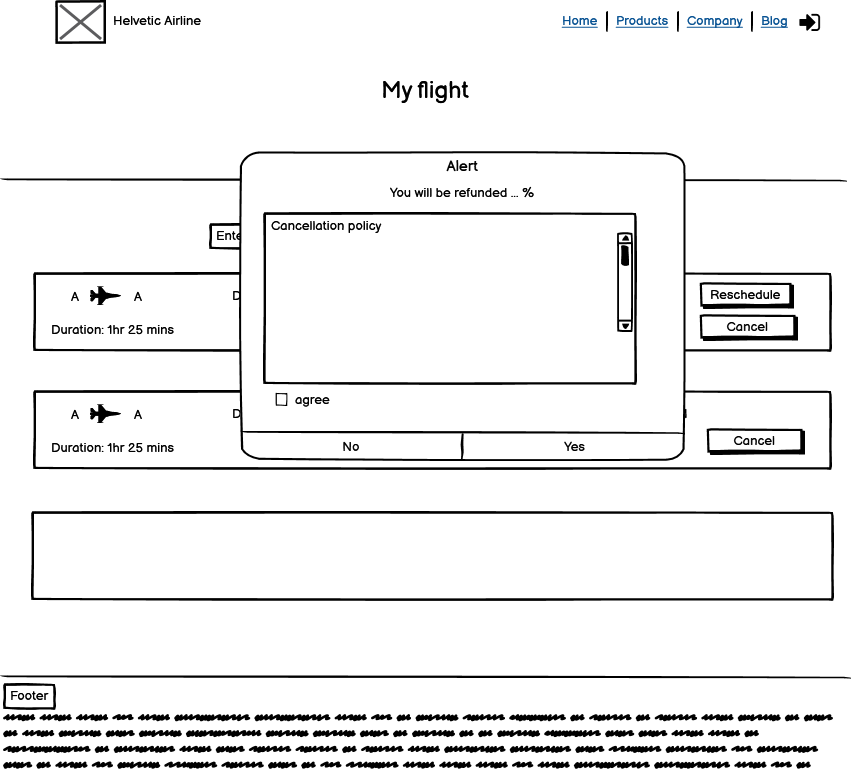 Helvetic Airline
Home Products Company Blog
My flight
Alert
You will be refunded ... %
Cancellation policy
agree
No Yes
Ente
A A D
Duration: 1hr 25 mins
Reschedule
Cancel
A A D
Duration: 1hr 25 mins
Cancel
Footer